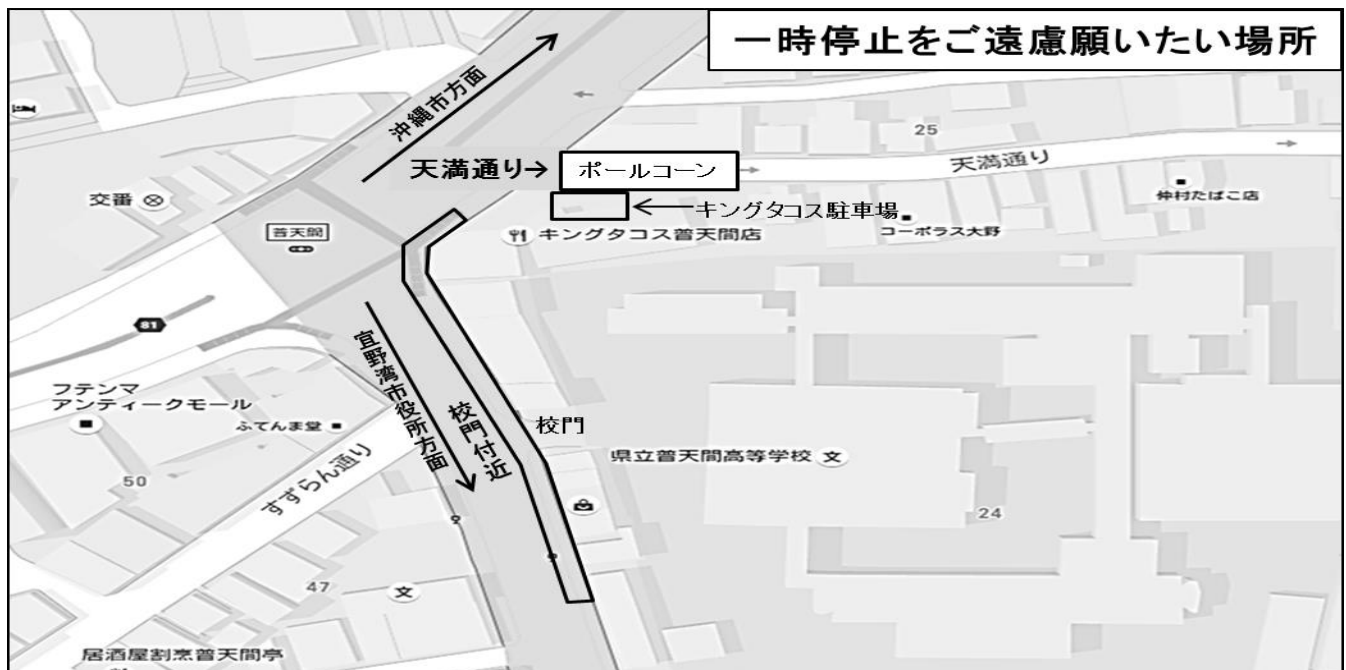 一時停止をご遠慮願いたい場所
沖縄市方面
25
天満通り→
ポールコーン
天満通り
交番
仲村たばこ店
←キングタコス駐車場
普天間
キングタコス普天間店
コーポラス大野
81
宜野湾市役所方面
フテンマ
アンティークモール
ふてんま堂
校門付近
校門
県立普天間高等学校
文
50
すずらん通り
24
47
文
居酒屋割烹普天間亭